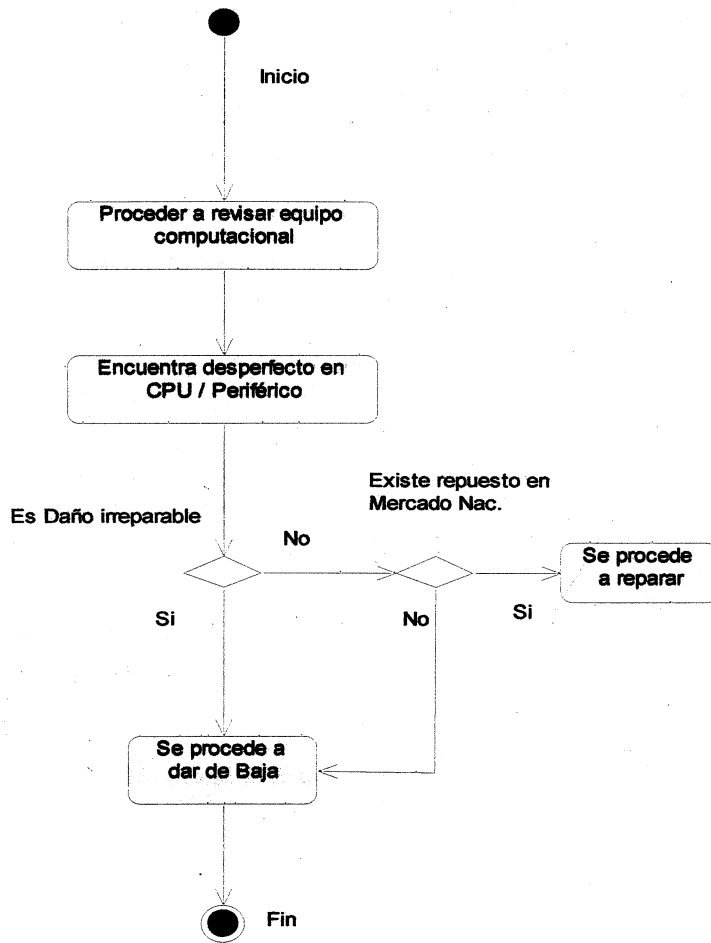 Inicio
Proceder a revisar equipo
computacional
Encuentra desperfecto en
CPU / Periférico
Es Daño irreparable
Existe repuesto en
Mercado Nac.
No
Se procede
a reparar
Si
No
Si
Se procede a
dar de Baja
Fin